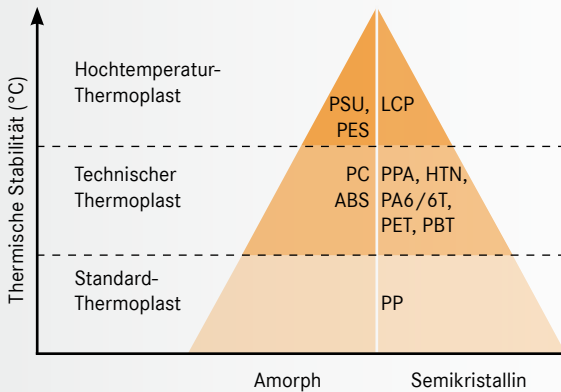 Thermische Stabilität (°C)
Hochtemperatur-
Thermoplast
PSU,
PES
LCP
Technischer
Thermoplast
PC
ABS
PPA, HTN,
PA6/6T,
PET, PBT
Standard-
Thermoplast
PP
Amorph
Semikristallin